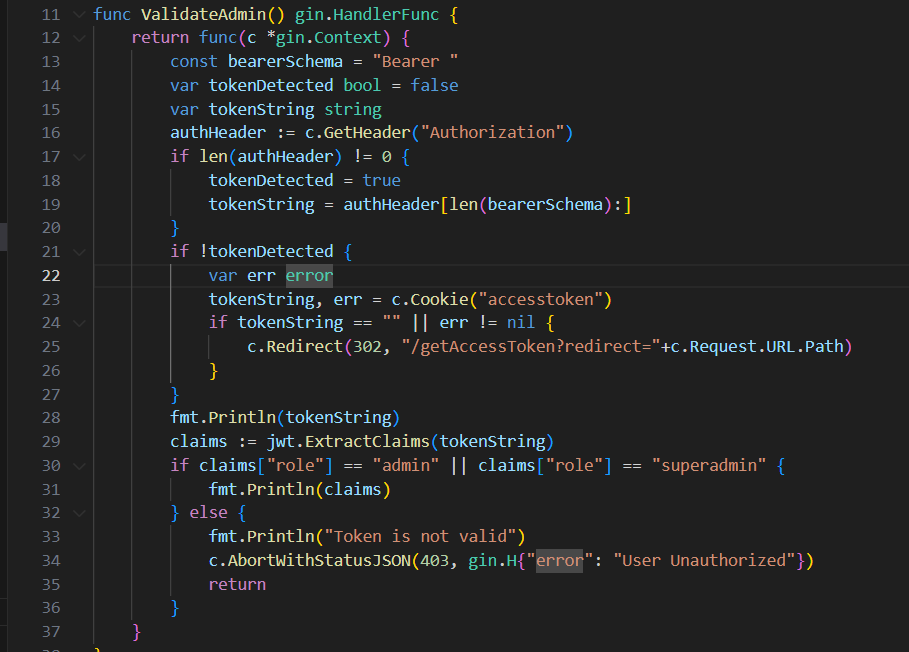 11 func ValidateAdmin() gin.HandlerFunc {
12 return func(c *gin.Context) {
13 const bearerSchema = "Bearer "
14 var tokenDetected bool = false
15 var tokenString string
16 authHeader := c.GetHeader("Authorization")
17 if len(authHeader) != 0 {
18 tokenDetected = true
19 tokenString = authHeader[len(bearerSchema):]
20 }
21 if !tokenDetected {
22 var err error
23 tokenString, err = c.Cookie("accesstoken")
24 if tokenString == "" || err != nil {
25 c.Redirect(302, "/getAccessToken?redirect="+c.Request.URL.Path)
26 }
27 }
28 fmt.Println(tokenString)
29 claims := jwt.ExtractClaims(tokenString)
30 if claims["role"] == "admin" || claims["role"] == "superadmin" {
31 fmt.Println(claims)
32 } else {
33 fmt.Println("Token is not valid")
34 c.AbortWithStatusJSON(403, gin.H{"error": "User Unauthorized"})
35 return
36 }
37 }